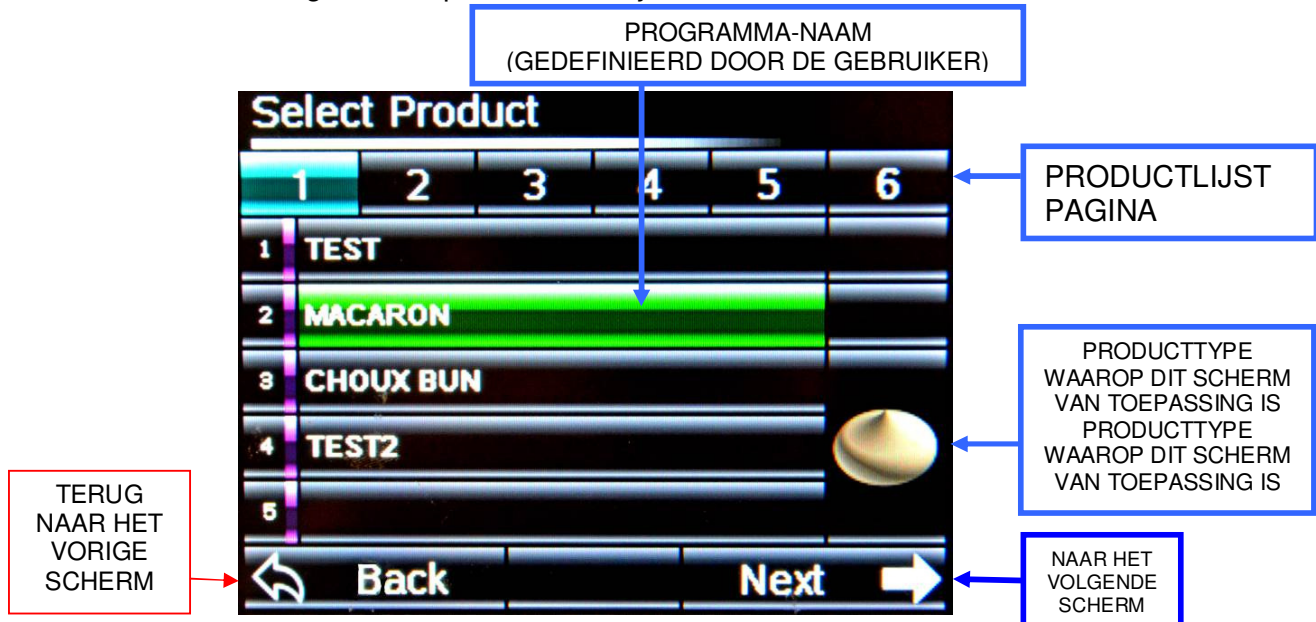 PROGRAMMA-NAAM
(GEDEFINIEERD DOOR DE GEBRUIKER)
Select Product
1 2 3 4 5 6
PRODUCTLIJST
PAGINA
1 TEST
2 MACARON
3 CHOUX BUN
4 TEST2
5
PRODUCTTYPE
WAAROP DIT SCHERM
VAN TOEPASSING IS
PRODUCTTYPE
WAAROP DIT SCHERM
VAN TOEPASSING IS
TERUG
NAAR HET
VORIGE
SCHERM
Back Next
NAAR HET
VOLGENDE
SCHERM